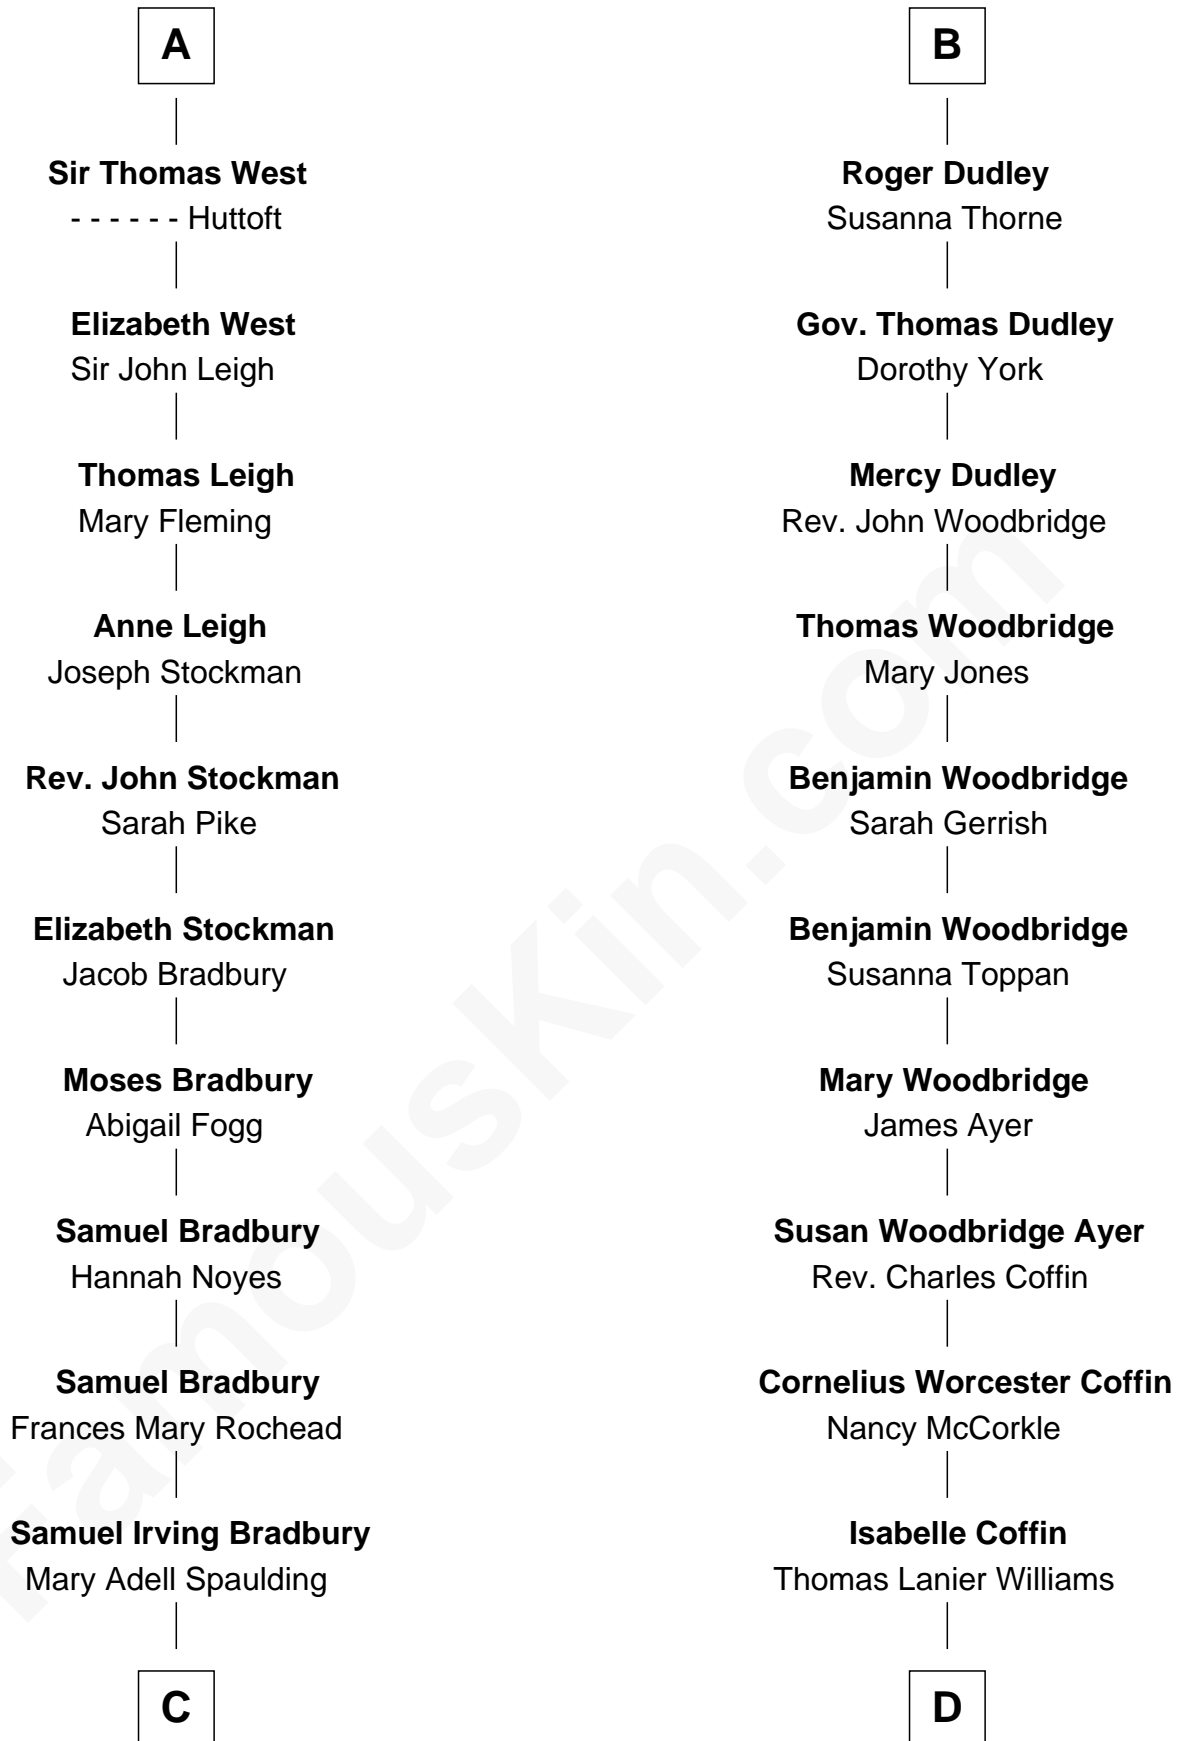 A
Sir Thomas West
- - - - - - Huttoft
Elizabeth West
Sir John Leigh
Thomas Leigh
Mary Fleming
Anne Leigh
Joseph Stockman
Rev. John Stockman
Sarah Pike
Elizabeth Stockman
Jacob Bradbury
Moses Bradbury
Abigail Fogg
Samuel Bradbury
Hannah Noyes
Samuel Bradbury
Frances Mary Rochead
Samuel Irving Bradbury
Mary Adell Spaulding
C
B
Roger Dudley
Susanna Thorne
Gov. Thomas Dudley
Dorothy York
Mercy Dudley
Rev. John Woodbridge
Thomas Woodbridge
Mary Jones
Benjamin Woodbridge
Sarah Gerrish
Benjamin Woodbridge
Susanna Toppan
Mary Woodbridge
James Ayer
Susan Woodbridge Ayer
Rev. Charles Coffin
Cornelius Worcester Coffin
Nancy McCorkle
Isabelle Coffin
Thomas Lanier Williams
D
FamousKin.com